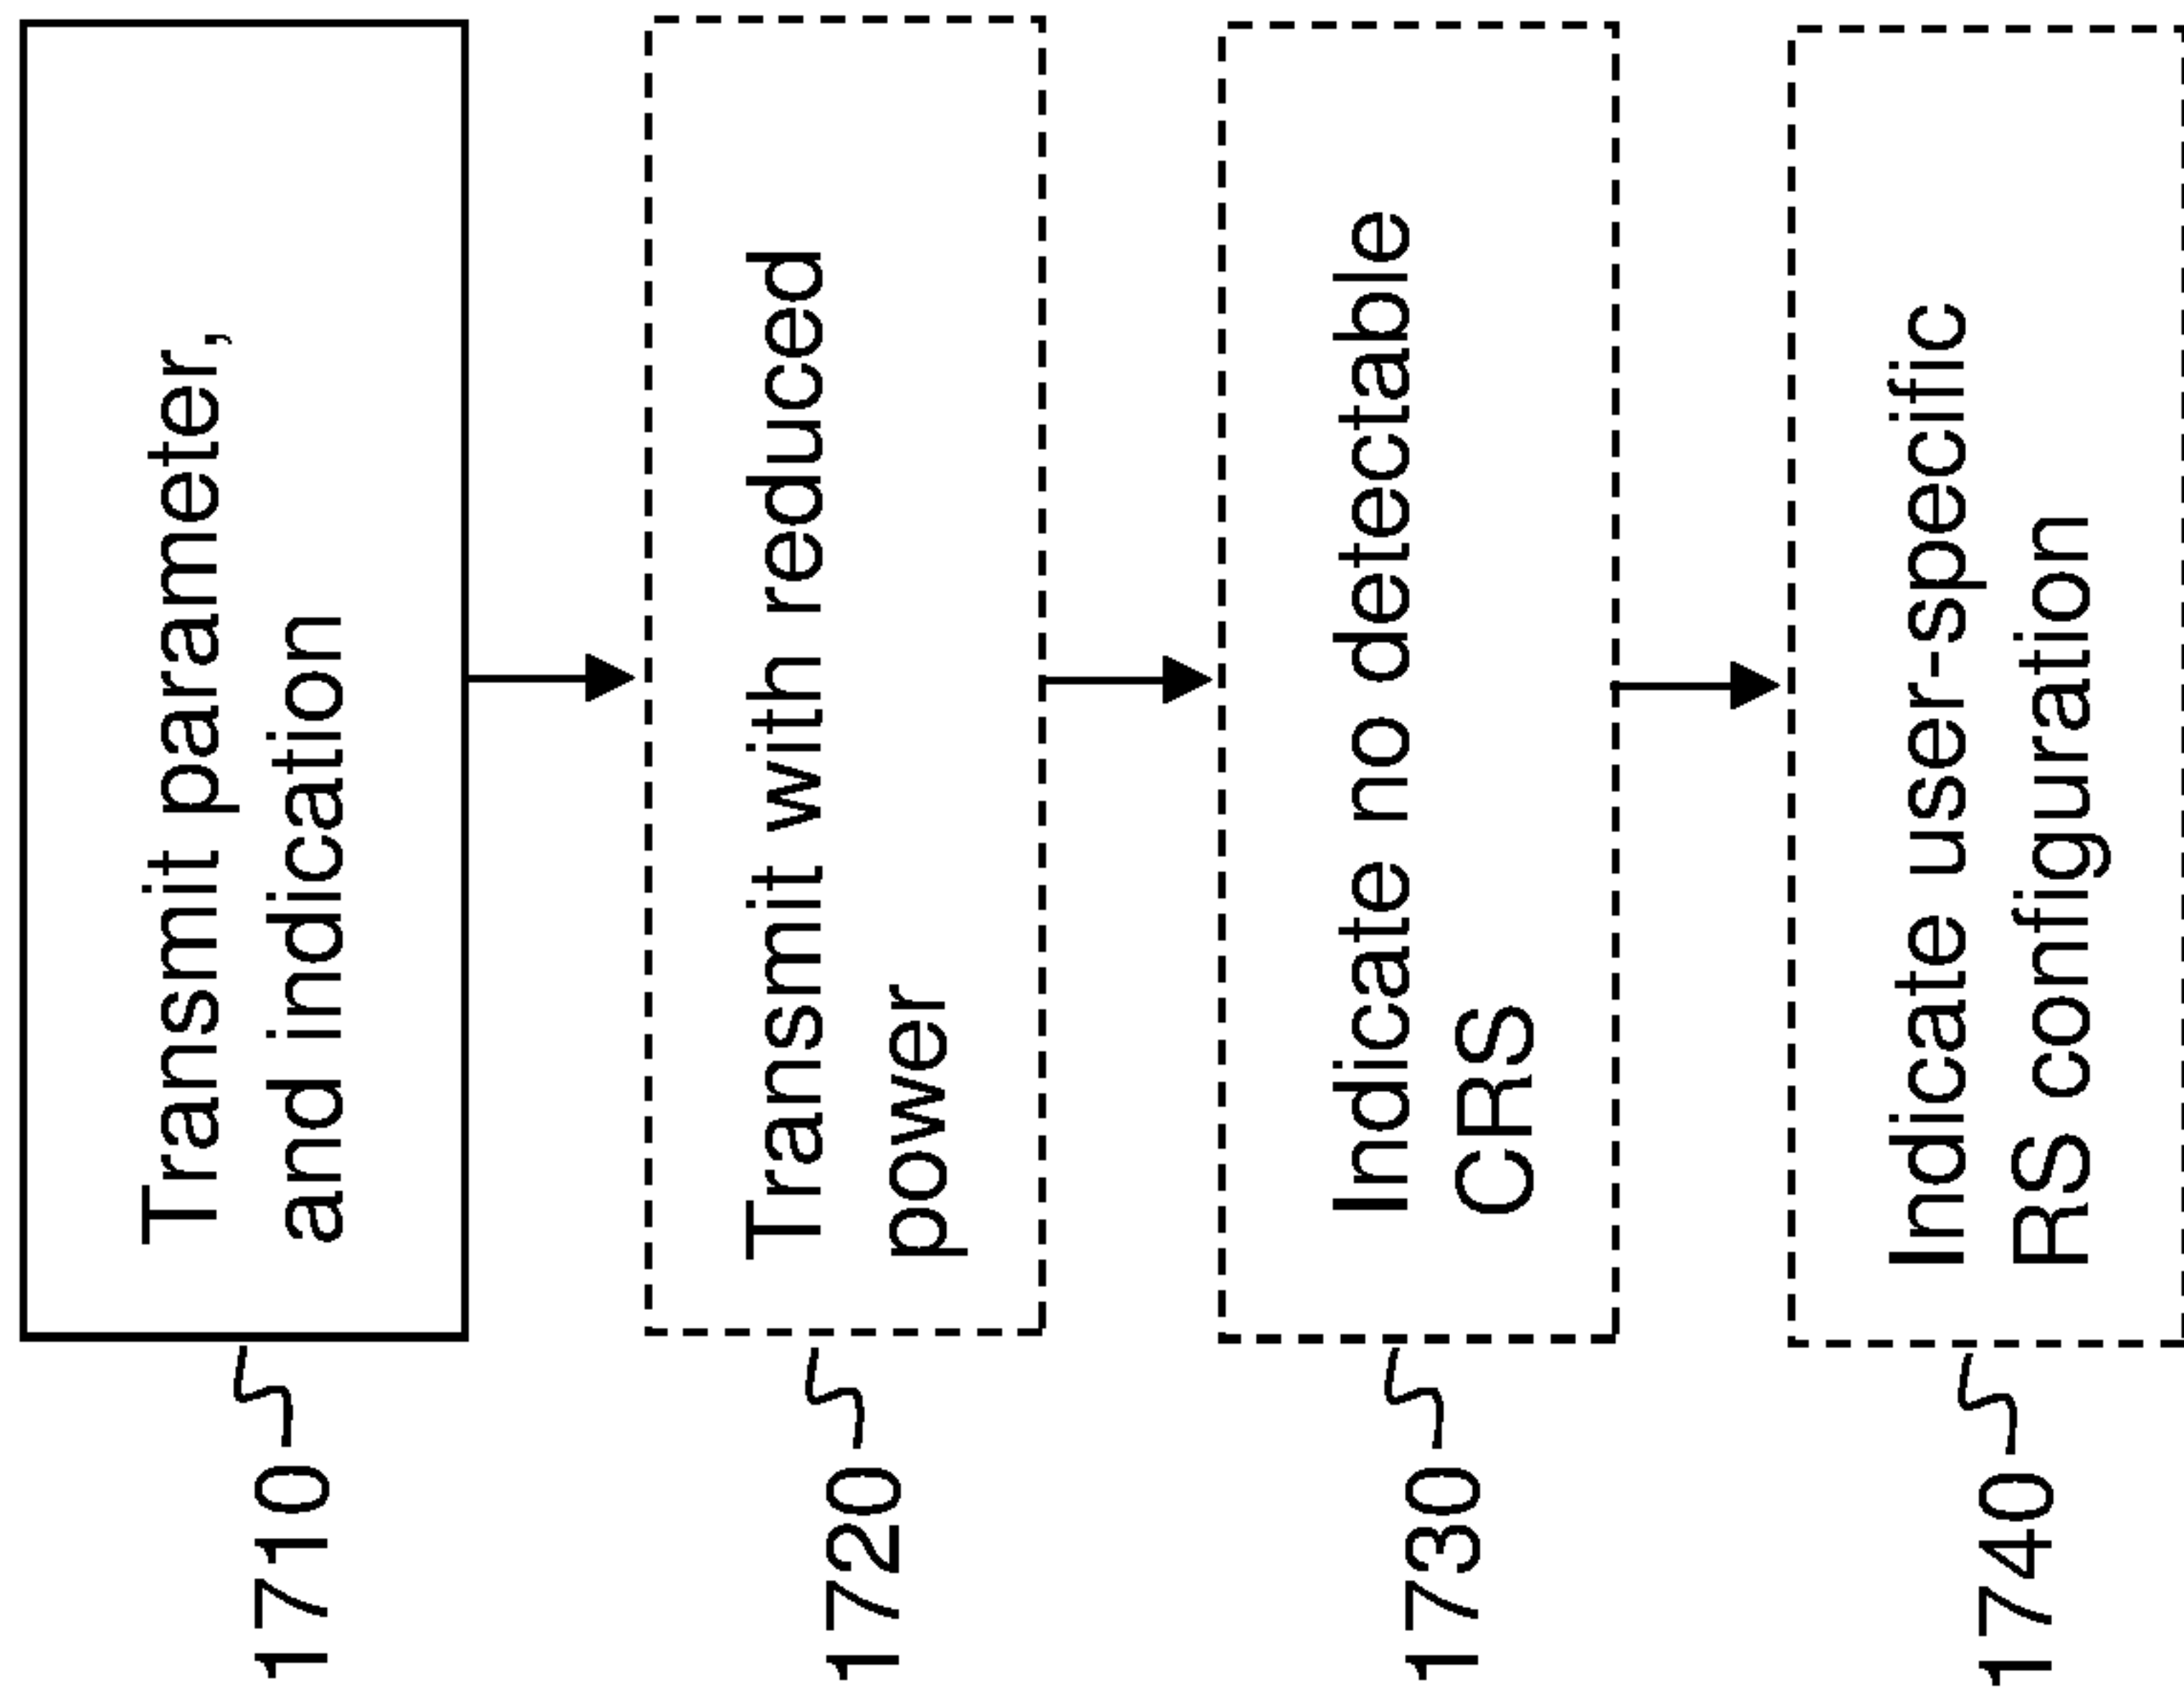 1710
Transmit parameter,
and indication
1720
Transmit with reduced
power
1730
Indicate no detectable
CRS
1740
Indicate user-specific
RS configuration